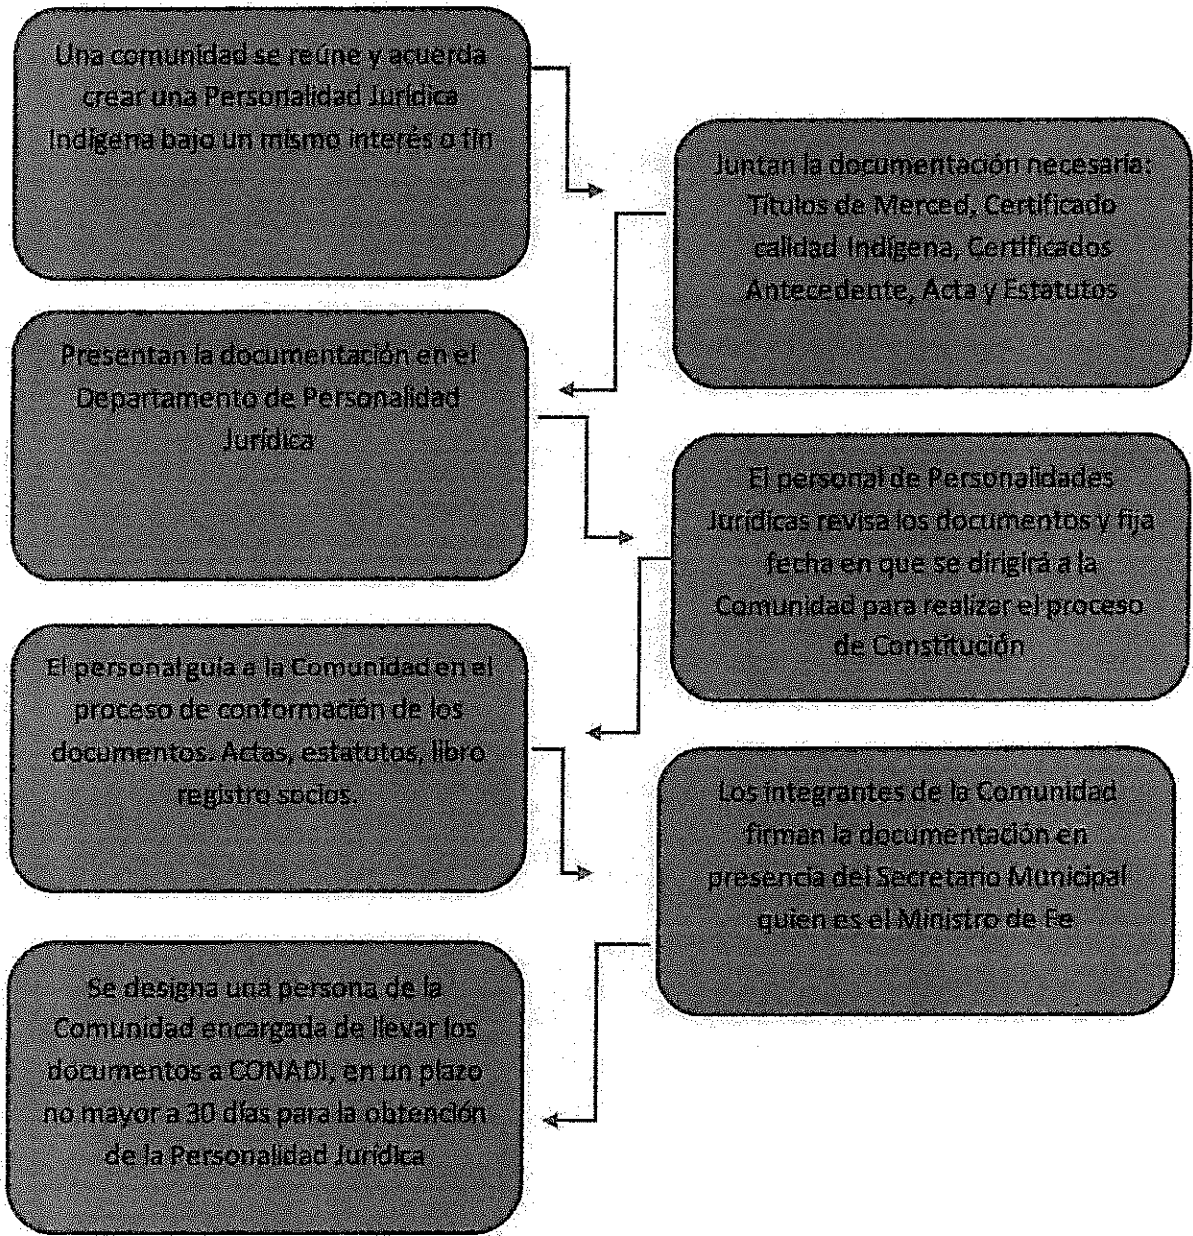 Una comunidad se reúne y acuerda
crear una Personalidad Jurídica
Indígena bajo un mismo interés o fin
Juntan la documentación necesaria:
Títulos de Merced, Certificado
calidad Indígena, Certificados
Antecedente, Acta y Estatutos
Presentan la documentación en el
Departamento de Personalidad
Jurídica
El personal de Personalidades
Jurídicas revisa los documentos y fija
fecha en que se dirigirá a la
Comunidad para realizar el proceso
de Constitución
El personal guía a la Comunidad en el
proceso de conformación de los
documentos. Actas, estatutos, libro
registro socios.
Los integrantes de la Comunidad
firman la documentación en
presencia del Secretario Municipal
quien es el Ministro de Fe
Se designa una persona de la
Comunidad encargada de llevar los
documentos a CONADI, en un plazo
no mayor a 30 días para la obtención
de la Personalidad Jurídica